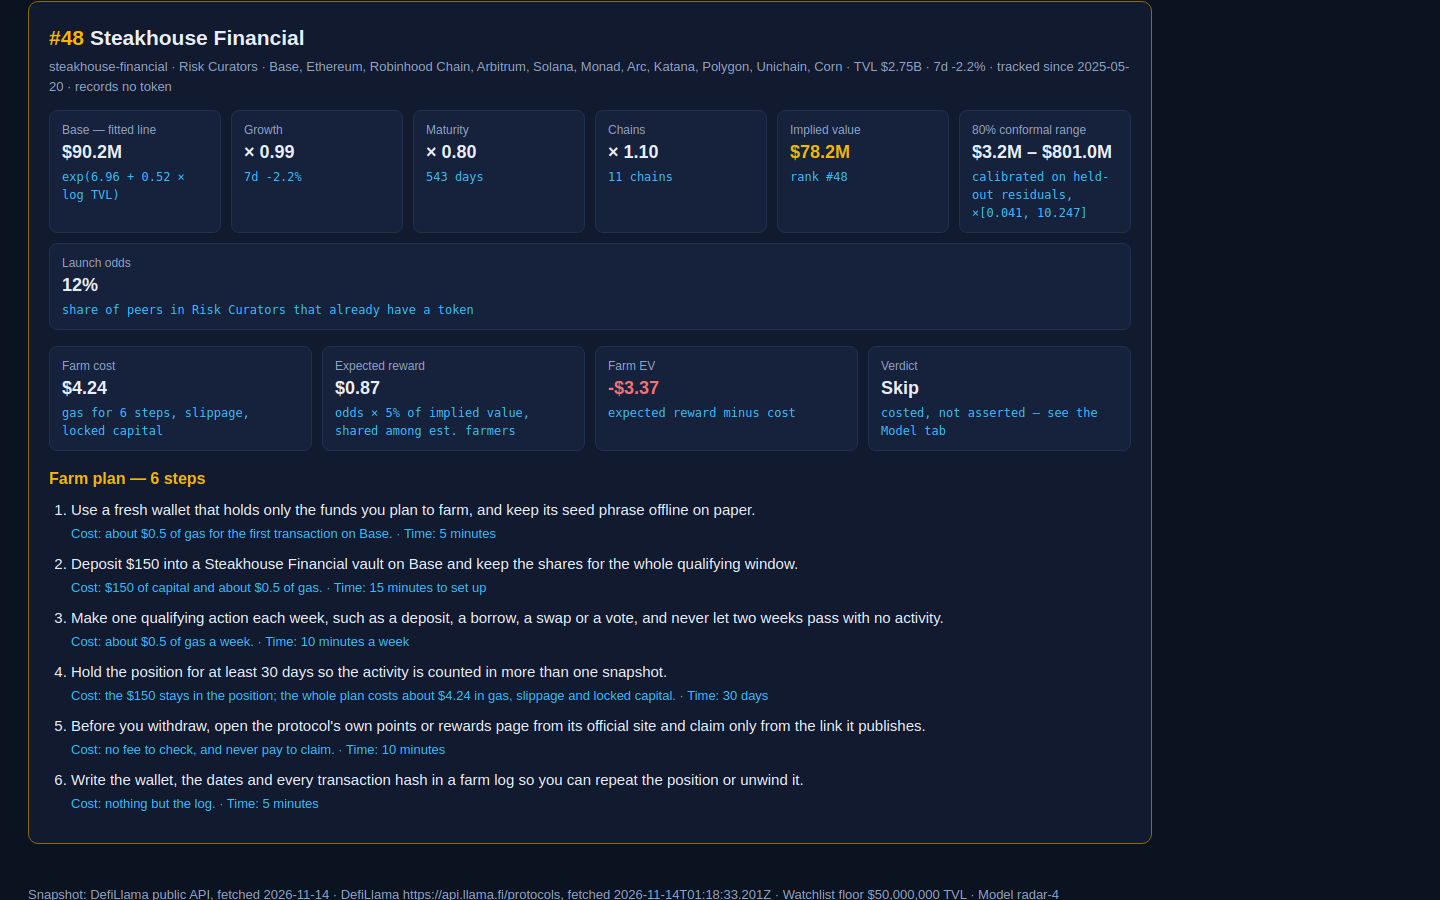 #48 Steakhouse Financial
steakhouse-financial · Risk Curators · Base, Ethereum, Robinhood Chain, Arbitrum, Solana, Monad, Arc, Katana, Polygon, Unichain, Corn · TVL $2.75B · 7d -2.2% · tracked since 2025-05-
20 · records no token
Base — fitted line
$90.2M
exp(6.96 + 0.52 ×
log TVL)
Growth
× 0.99
7d -2.2%
Maturity
× 0.80
543 days
Chains
× 1.10
11 chains
Implied value
$78.2M
rank #48
80% conformal range
$3.2M – $801.0M
calibrated on held-
out residuals,
×[0.041, 10.247]
Launch odds
12%
share of peers in Risk Curators that already have a token
Farm cost
$4.24
gas for 6 steps, slippage,
locked capital
Expected reward
$0.87
odds × 5% of implied value,
shared among est. farmers
Farm EV
-$3.37
expected reward minus cost
Verdict
Skip
costed, not asserted — see the
Model tab
Farm plan — 6 steps
1. Use a fresh wallet that holds only the funds you plan to farm, and keep its seed phrase offline on paper.
Cost: about $0.5 of gas for the first transaction on Base. · Time: 5 minutes
2. Deposit $150 into a Steakhouse Financial vault on Base and keep the shares for the whole qualifying window.
Cost: $150 of capital and about $0.5 of gas. · Time: 15 minutes to set up
3. Make one qualifying action each week, such as a deposit, a borrow, a swap or a vote, and never let two weeks pass with no activity.
Cost: about $0.5 of gas a week. · Time: 10 minutes a week
4. Hold the position for at least 30 days so the activity is counted in more than one snapshot.
Cost: the $150 stays in the position; the whole plan costs about $4.24 in gas, slippage and locked capital. · Time: 30 days
5. Before you withdraw, open the protocol's own points or rewards page from its official site and claim only from the link it publishes.
Cost: no fee to check, and never pay to claim. · Time: 10 minutes
6. Write the wallet, the dates and every transaction hash in a farm log so you can repeat the position or unwind it.
Cost: nothing but the log. · Time: 5 minutes
Snapshot: DefiLlama public API, fetched 2026-11-14 · DefiLlama https://api.llama.fi/protocols, fetched 2026-11-14T01:18:33.201Z · Watchlist floor $50,000,000 TVL · Model radar-4